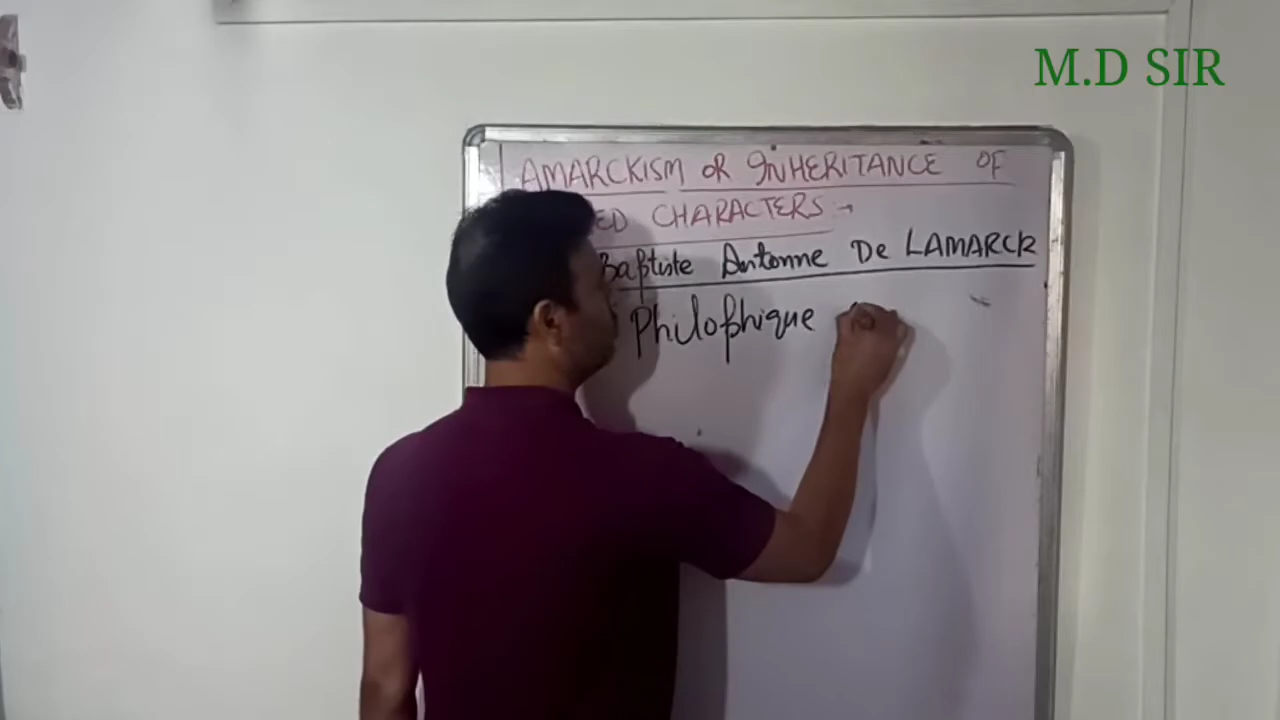 M.D SIR
AMARCKISM OR INHERITANCE OF
ED CHARACTERS :→
Baptiste Antonne De LAMARCK
Philophique